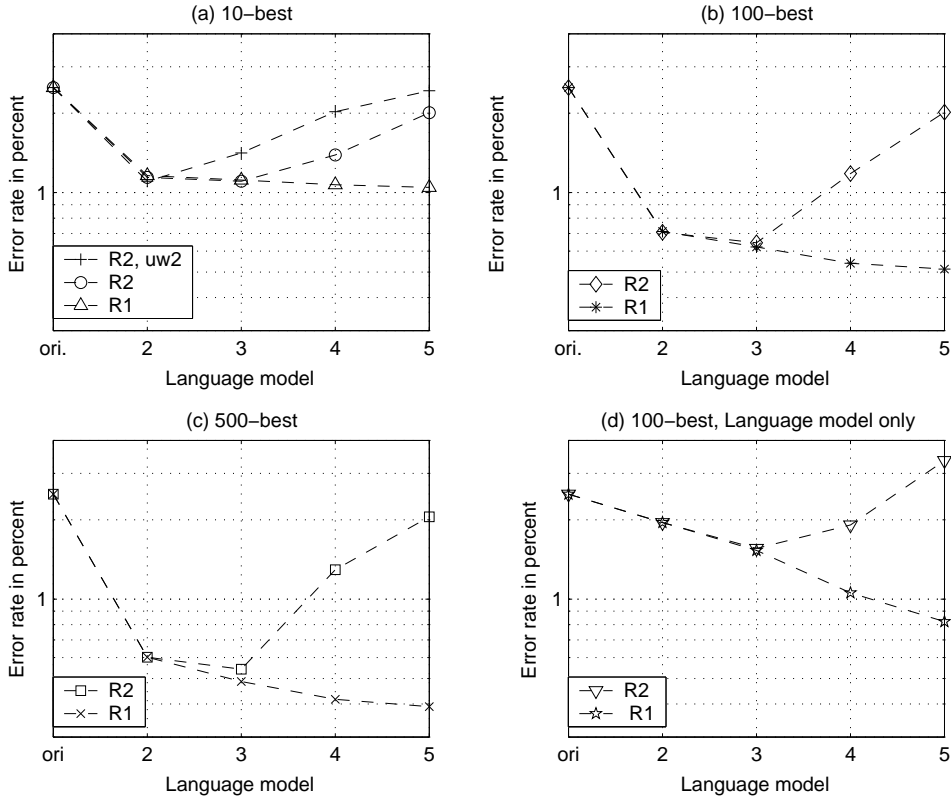 (a) 10−best
Error rate in percent
1
R2, uw2
R2
R1
ori. 2 3 4 5
Language model
(b) 100−best
Error rate in percent
1
R2
R1
ori. 2 3 4 5
Language model
(c) 500−best
Error rate in percent
1
R2
R1
ori 2 3 4 5
Language model
(d) 100−best, Language model only
Error rate in percent
1
R2
R1
ori. 2 3 4 5
Language model